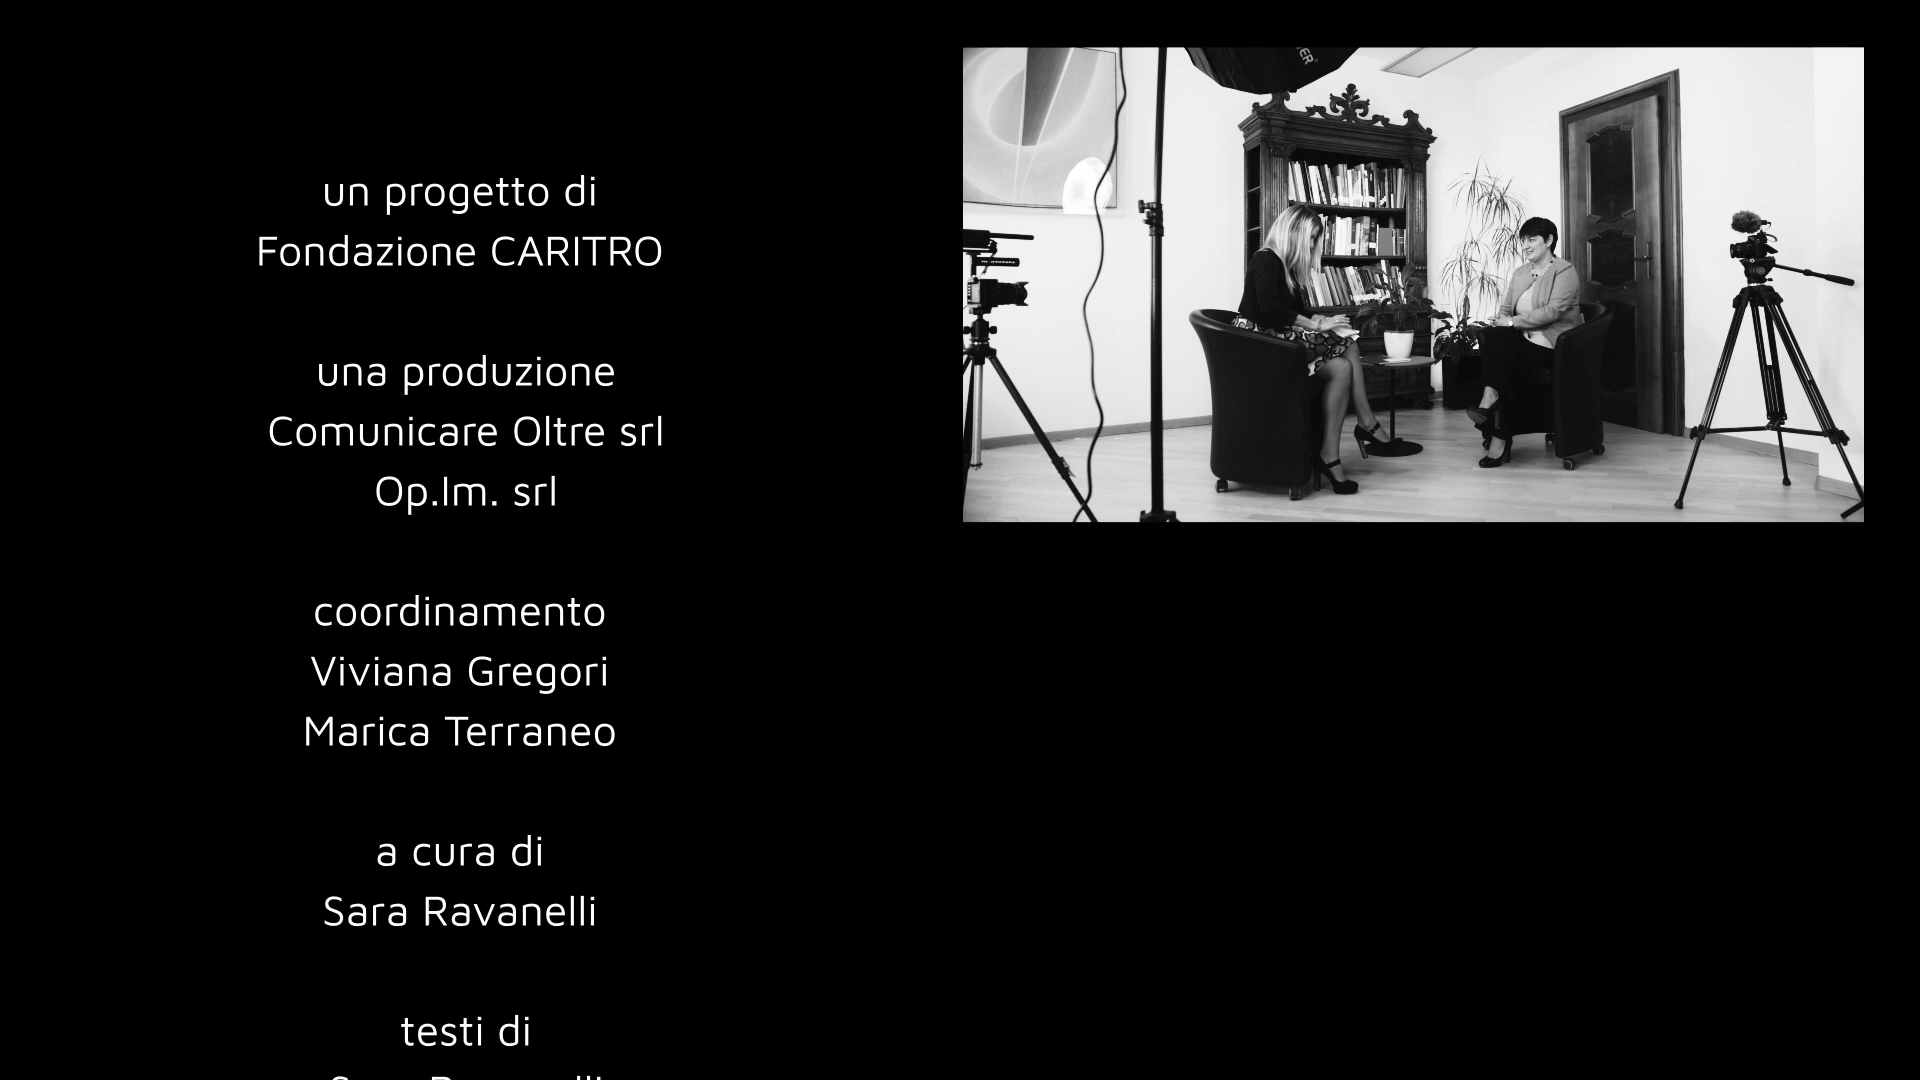 un progetto di
Fondazione CARITRO
una produzione
Comunicare Oltre srl
Op.Im. srl
coordinamento
Viviana Gregori
Marica Terraneo
a cura di
Sara Ravanelli
testi di